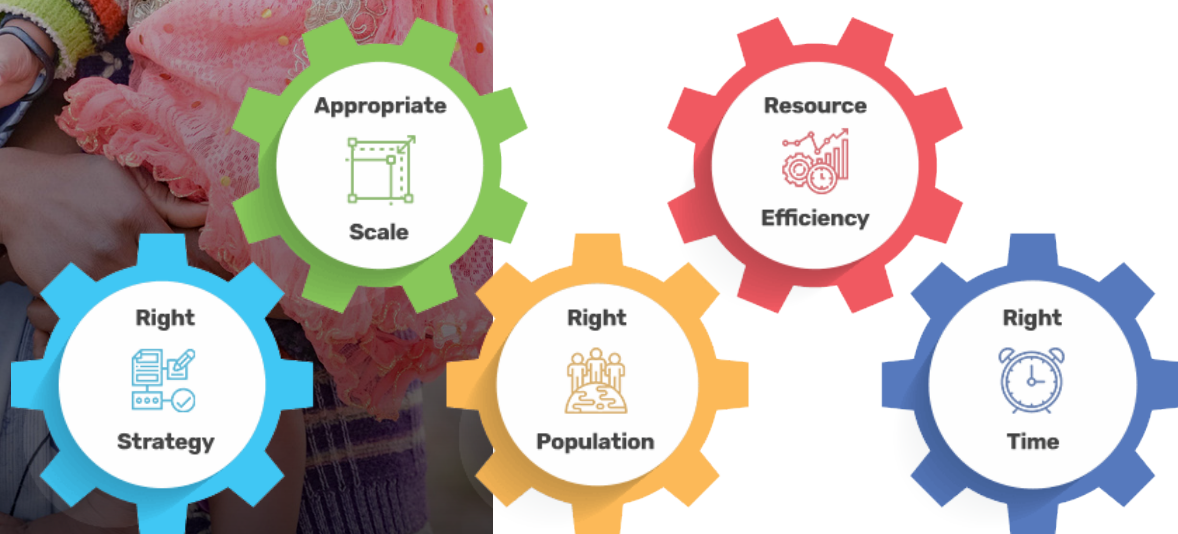 Appropriate
Scale
Resource
Efficiency
Right
Strategy
Right
Population
Right
Time